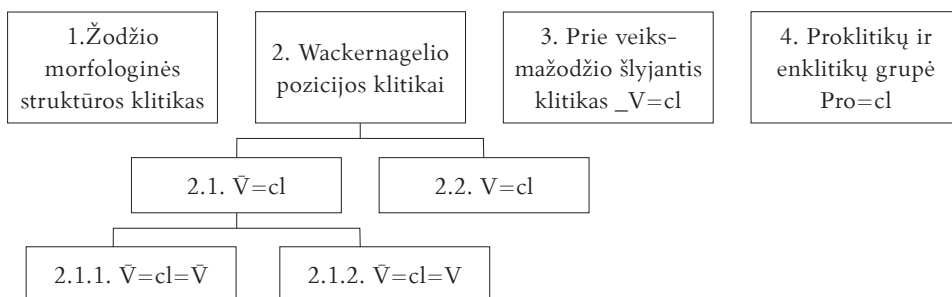 1.Žodžio
morfologinės
struktūros klitikas
2. Wackernagelio
pozicijos klitikai
3. Prie veiks-
mažodžio šlyjantis
klitikas _V=cl
4. Proklitikų ir
enklitikų grupė
Pro=cl
2.1. V̄=cl
2.2. V=cl
2.1.1. V̄=cl=V̄
2.1.2. V̄=cl=V